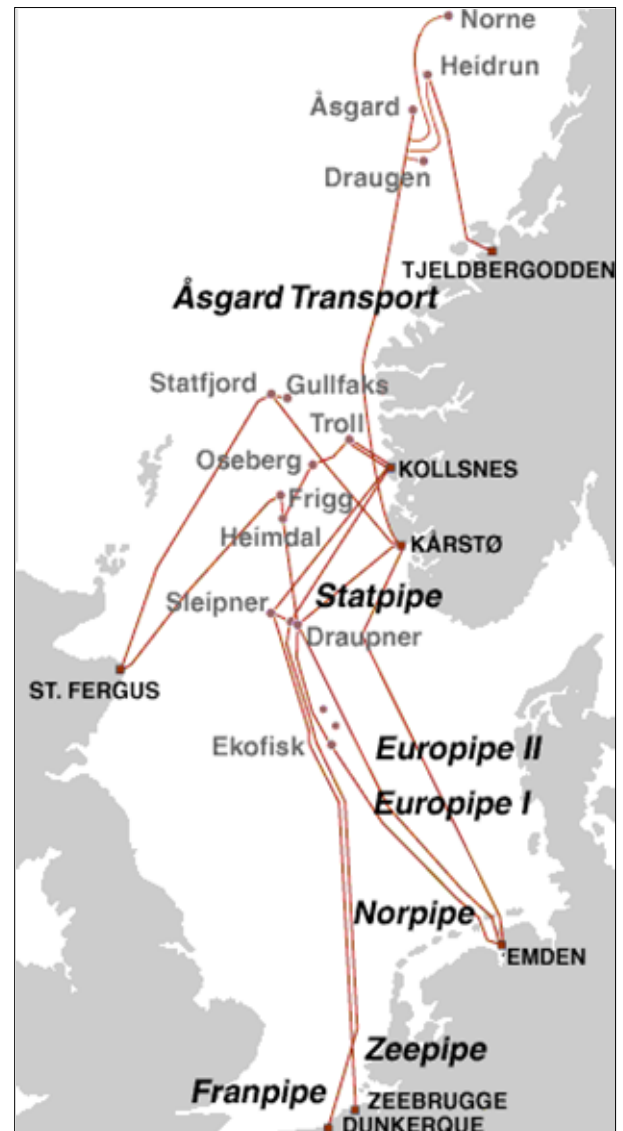 Norne
Heidrun
Åsgard
Draugen
TJELDBERGODDEN
Åsgard Transport
Statfjord
Gullfaks
Troll
Oseberg
KOLLSNES
Frigg
Heimdal
KÅRSTØ
Sleipner
Statpipe
Draupner
ST. FERGUS
Ekofisk
Europipe II
Europipe I
Norpipe
EMDEN
Zeepipe
Franpipe
ZEEBRUGGE
DUNKERQUE